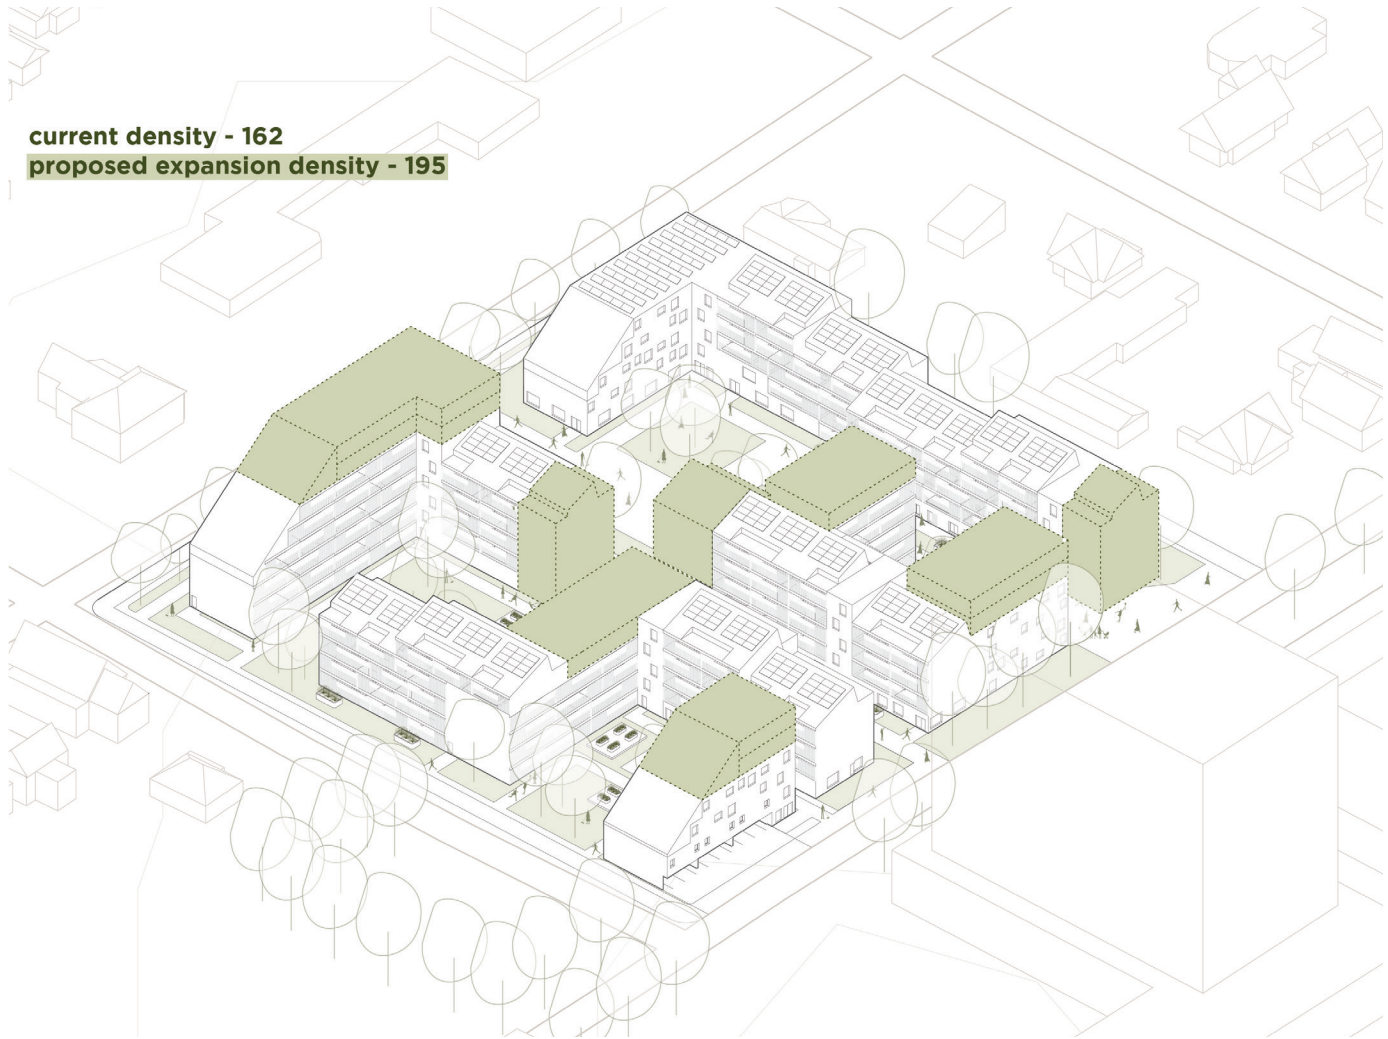 current density - 162
proposed expansion density - 195